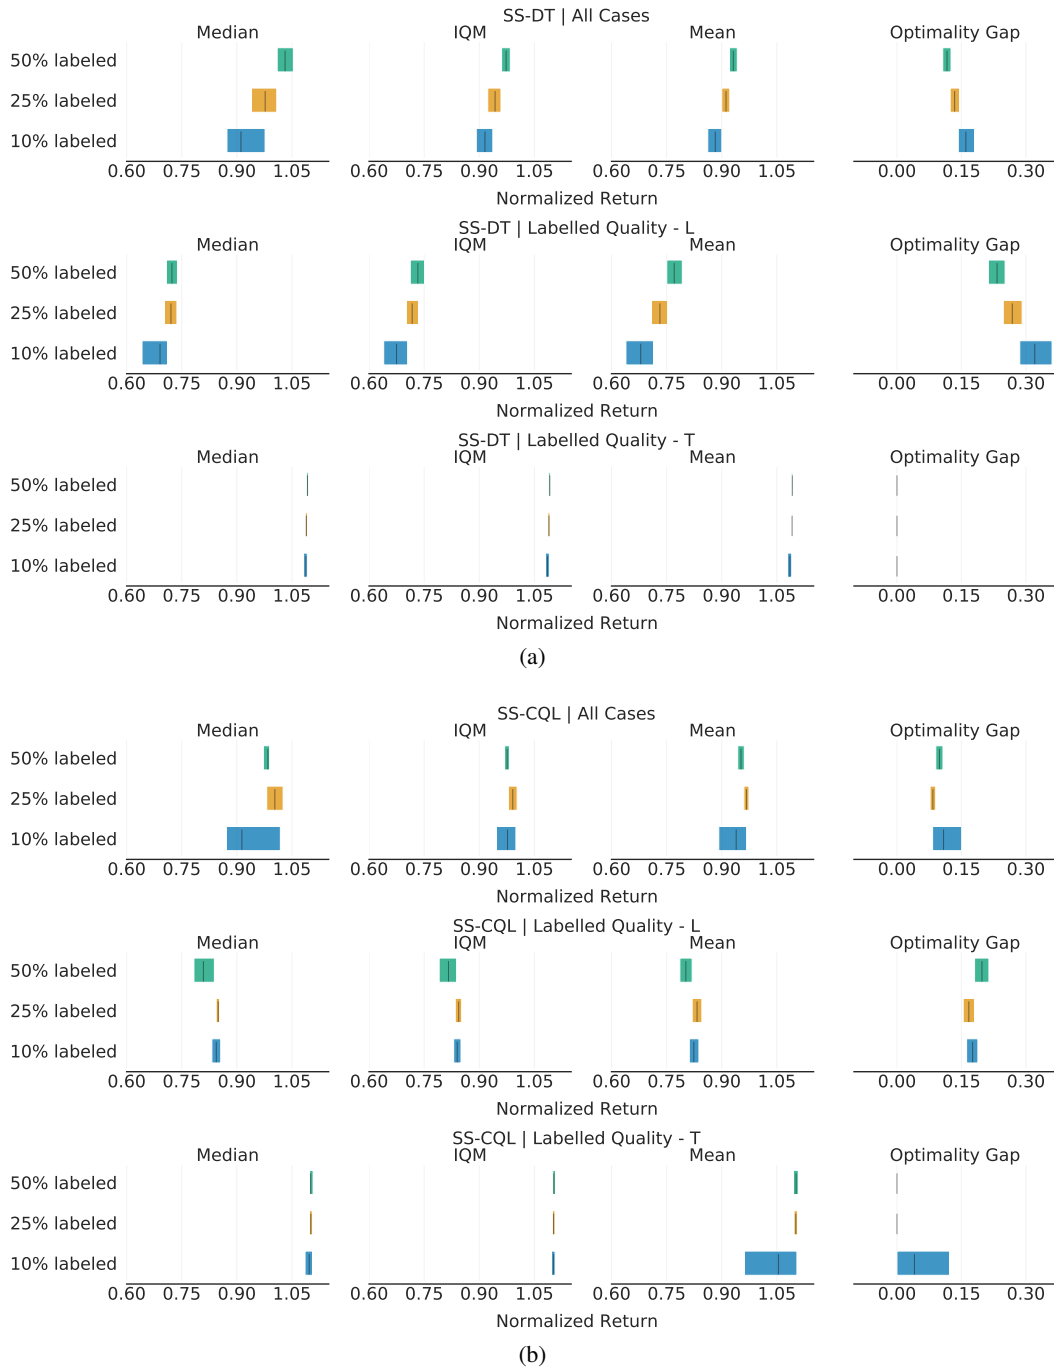 SS-DT | All Cases
Median IQM Mean Optimality Gap
50% labeled
25% labeled
10% labeled
0.60 0.75 0.90 1.05 0.60 0.75 0.90 1.05 0.60 0.75 0.90 1.05 0.00 0.15 0.30
Normalized Return
SS-DT | Labelled Quality - L
Median IQM Mean Optimality Gap
50% labeled
25% labeled
10% labeled
0.60 0.75 0.90 1.05 0.60 0.75 0.90 1.05 0.60 0.75 0.90 1.05 0.00 0.15 0.30
Normalized Return
SS-DT | Labelled Quality - T
Median IQM Mean Optimality Gap
50% labeled
25% labeled
10% labeled
0.60 0.75 0.90 1.05 0.60 0.75 0.90 1.05 0.60 0.75 0.90 1.05 0.00 0.15 0.30
Normalized Return
(a)
SS-CQL | All Cases
Median IQM Mean Optimality Gap
50% labeled
25% labeled
10% labeled
0.60 0.75 0.90 1.05 0.60 0.75 0.90 1.05 0.60 0.75 0.90 1.05 0.00 0.15 0.30
Normalized Return
SS-CQL | Labelled Quality - L
Median IQM Mean Optimality Gap
50% labeled
25% labeled
10% labeled
0.60 0.75 0.90 1.05 0.60 0.75 0.90 1.05 0.60 0.75 0.90 1.05 0.00 0.15 0.30
Normalized Return
SS-CQL | Labelled Quality - T
Median IQM Mean Optimality Gap
50% labeled
25% labeled
10% labeled
0.60 0.75 0.90 1.05 0.60 0.75 0.90 1.05 0.60 0.75 0.90 1.05 0.00 0.15 0.30
Normalized Return
(b)